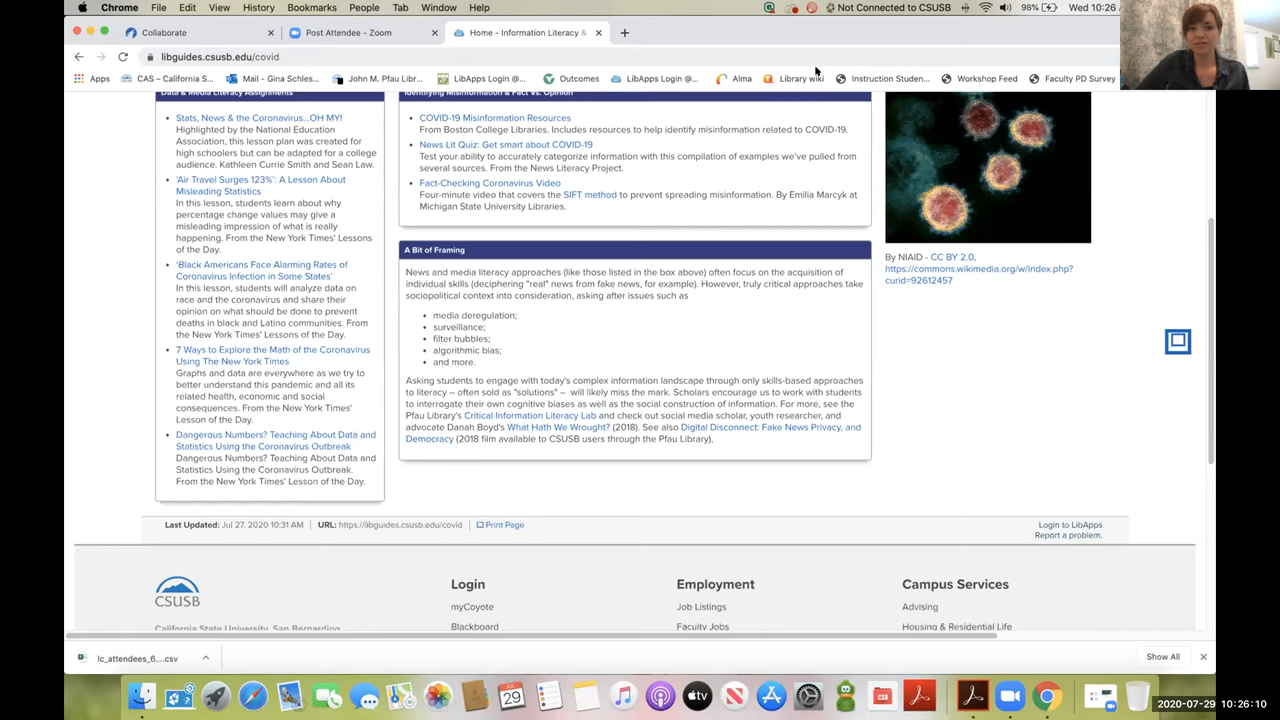 Chrome File Edit View History Bookmarks People Tab Window Help
Not Connected to CSUSB 98% Wed 10:26
Collaborate
Post Attendee - Zoom
Home - Information Literacy &
libguides.csusb.edu/covid
Apps CAS – California S... Mail - Gina Schles... John M. Pfau Libr... LibApps Login @... Outcomes LibApps Login @... Alma Library wiki Instruction Studen... Workshop Feed Faculty PD Survey
Data & Media Literacy Assignments
Stats, News & the Coronavirus...OH MY!
Highlighted by the National Education
Association, this lesson plan was created for
high schoolers but can be adapted for a college
audience. Kathleen Currie Smith and Sean Law.
'Air Travel Surges 123%': A Lesson About
Misleading Statistics
In this lesson, students learn about why
percentage change values may give a
misleading impression of what is really
happening. From the New York Times' Lessons
of the Day.
'Black Americans Face Alarming Rates of
Coronavirus Infection in Some States'
In this lesson, students will analyze data on
race and the coronavirus and share their
opinion on what should be done to prevent
deaths in black and Latino communities. From
the New York Times' Lessons of the Day.
7 Ways to Explore the Math of the Coronavirus
Using The New York Times
Graphs and data are everywhere as we try to
better understand this pandemic and all its
related health, economic and social
consequences. From the New York Times'
Lesson of the Day.
Dangerous Numbers? Teaching About Data and
Statistics Using the Coronavirus Outbreak
Dangerous Numbers? Teaching About Data and
Statistics Using the Coronavirus Outbreak.
From the New York Times' Lesson of the Day.
Identifying Misinformation & Fact vs. Opinion
COVID-19 Misinformation Resources
From Boston College Libraries. Includes resources to help identify misinformation related to COVID-19.
News Lit Quiz: Get smart about COVID-19
Test your ability to accurately categorize information with this compilation of examples we've pulled from
several sources. From the News Literacy Project.
Fact-Checking Coronavirus Video
Four-minute video that covers the SIFT method to prevent spreading misinformation. By Emilia Marcyk at
Michigan State University Libraries.
A Bit of Framing
News and media literacy approaches (like those listed in the box above) often focus on the acquisition of
individual skills (deciphering "real" news from fake news, for example). However, truly critical approaches take
sociopolitical context into consideration, asking after issues such as
media deregulation;
surveillance;
filter bubbles;
algorithmic bias;
and more.
Asking students to engage with today's complex information landscape through only skills-based approaches
to literacy – often sold as "solutions" – will likely miss the mark. Scholars encourage us to work with students
to interrogate their own cognitive biases as well as the social construction of information. For more, see the
Pfau Library's Critical Information Literacy Lab and check out social media scholar, youth researcher, and
advocate Danah Boyd's What Hath We Wrought? (2018). See also Digital Disconnect: Fake News Privacy, and
Democracy (2018 film available to CSUSB users through the Pfau Library),
By NIAID - CC BY 2.0,
https://commons.wikimedia.org/w/index.php?
curid=92612457
Last Updated: Jul 27, 2020 10:31 AM URL: https://libguides.csusb.edu/covid Print Page
Login to LibApps
Report a problem.
CSUSB
California State University, San Bernardino
Login
myCoyote
Blackboard
Employment
Job Listings
Faculty Jobs
Campus Services
Advising
Housing & Residential Life
lc_attendees_6....csv
Show All
JUL
29
tv
CSB
2020-07-29 10:26:10